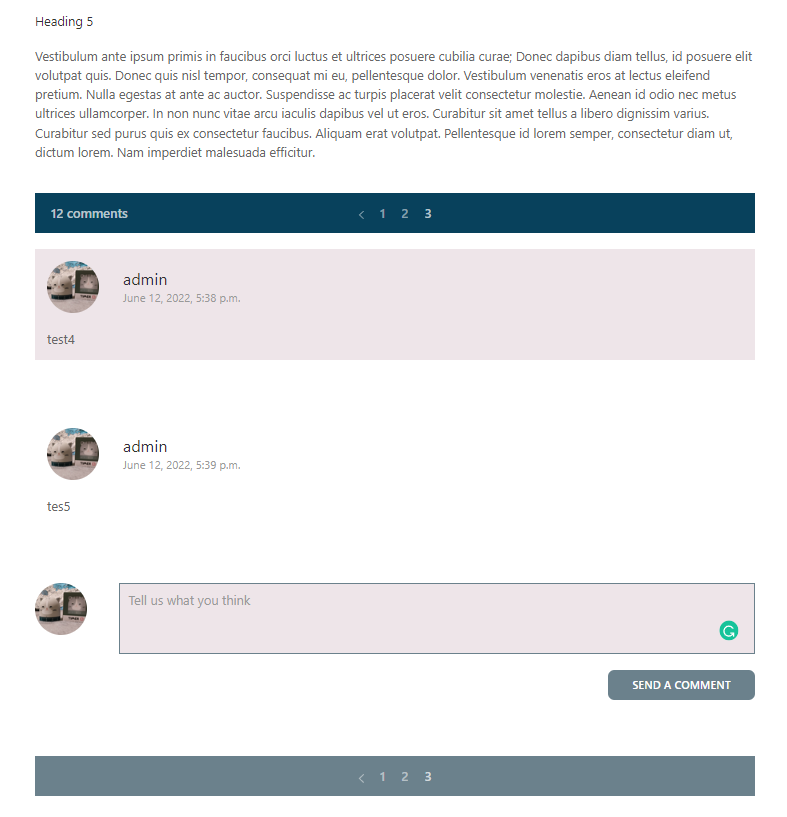 Heading 5
Vestibulum ante ipsum primis in faucibus orci luctus et ultrices posuere cubilia curae; Donec dapibus diam tellus, id posuere elit
volutpat quis. Donec quis nisl tempor, consequat mi eu, pellentesque dolor. Vestibulum venenatis eros at lectus eleifend
pretium. Nulla egestas at ante ac auctor. Suspendisse ac turpis placerat velit consectetur molestie. Aenean id odio nec metus
ultrices ullamcorper. In non nunc vitae arcu iaculis dapibus vel ut eros. Curabitur sit amet tellus a libero dignissim varius.
Curabitur sed purus quis ex consectetur faucibus. Aliquam erat volutpat. Pellentesque id lorem semper, consectetur diam ut,
dictum lorem. Nam imperdiet malesuada efficitur.
12 comments < 1 2 3
admin
June 12, 2022, 5:38 p.m.
test4
admin
June 12, 2022, 5:39 p.m.
tes5
Tell us what you think
SEND A COMMENT
< 1 2 3